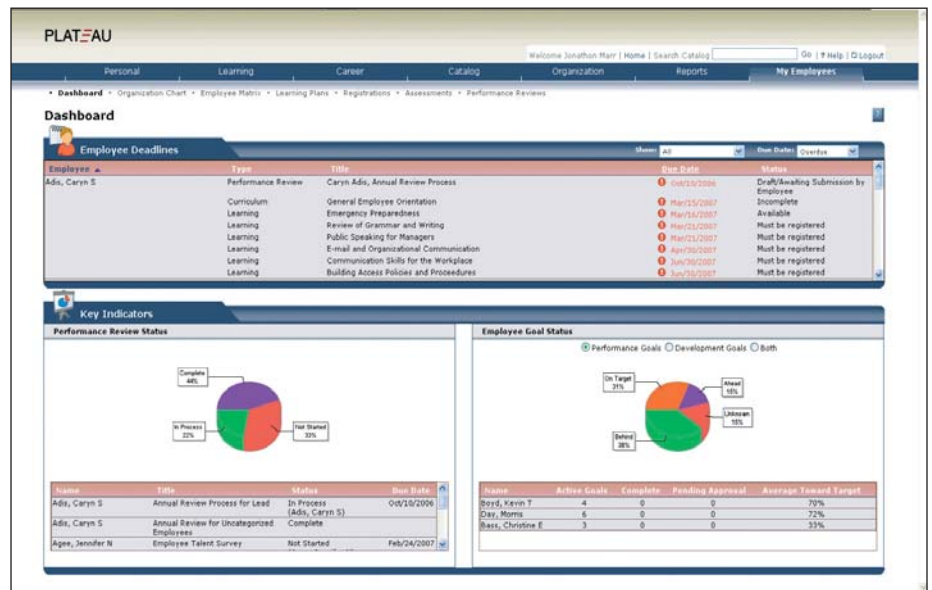 PLATEAU
Welcome Jonathon Marr | Home | Search Catalog Go | ? Help | Logout
Personal Learning Career Catalog Organization Reports My Employees
• Dashboard • Organization Chart • Employee Matrix • Learning Plans • Registrations • Assessments • Performance Reviews
Dashboard
Employee Deadlines Show: All Due Date: Overdue
Employee Type Title Due Date Status
Adis, Caryn S Performance Review Caryn Adis, Annual Review Process Oct/10/2006 Draft/Awaiting Submission by
Employee
Curriculum General Employee Orientation Mar/15/2007 Incomplete
Learning Emergency Preparedness Mar/16/2007 Available
Learning Review of Grammar and Writing Mar/21/2007 Must be registered
Learning Public Speaking for Managers Mar/21/2007 Must be registered
Learning E-mail and Organizational Communication Apr/30/2007 Must be registered
Learning Communication Skills for the Workplace Jun/30/2007 Must be registered
Learning Building Access Policies and Proceedures Jun/30/2007 Must be registered
Key Indicators
Performance Review Status
Complete
44%
In Process
22%
Not Started
33%
Name Title Status Due Date
Adis, Caryn S Annual Review Process for Lead In Process Oct/10/2006
(Adis, Caryn S)
Adis, Caryn S Annual Review for Uncategorized Complete
Employees
Agee, Jennifer N Employee Talent Survey Not Started Feb/24/2007
Employee Goal Status
Performance Goals Development Goals Both
On Target
31%
Ahead
15%
Unknown
15%
Behind
38%
Name Active Goals Complete Pending Approval Average Toward Target
Boyd, Kevin T 4 0 0 70%
Day, Morris 6 0 0 72%
Bass, Christine E 3 0 0 33%